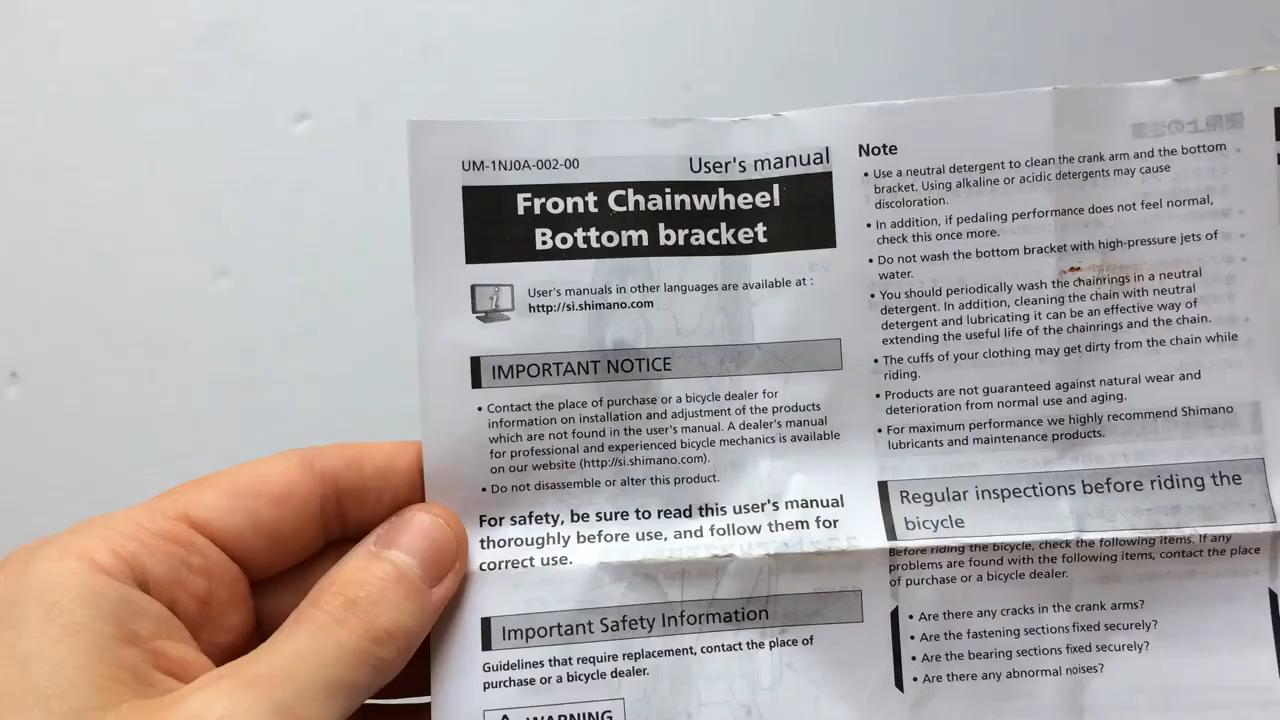 UM-1NJ0A-002-00
User's manual
Front Chainwheel
Bottom bracket
User's manuals in other languages are available at :
http://si.shimano.com
IMPORTANT NOTICE
• Contact the place of purchase or a bicycle dealer for
information on installation and adjustment of the products
which are not found in the user's manual. A dealer's manual
for professional and experienced bicycle mechanics is available
on our website (http://si.shimano.com).
• Do not disassemble or alter this product.
For safety, be sure to read this user's manual
thoroughly before use, and follow them for
correct use.
Important Safety Information
Guidelines that require replacement, contact the place of
purchase or a bicycle dealer.
WARNING
Note
• Use a neutral detergent to clean the crank arm and the bottom
bracket. Using alkaline or acidic detergents may cause
discoloration.
• In addition, if pedaling performance does not feel normal,
check this once more.
• Do not wash the bottom bracket with high-pressure jets of
water.
• You should periodically wash the chainrings in a neutral
detergent. In addition, cleaning the chain with neutral
detergent and lubricating it can be an effective way of
extending the useful life of the chainrings and the chain.
• The cuffs of your clothing may get dirty from the chain while
riding.
• Products are not guaranteed against natural wear and
deterioration from normal use and aging.
• For maximum performance we highly recommend Shimano
lubricants and maintenance products.
Regular inspections before riding the
bicycle
Before riding the bicycle, check the following items. If any
problems are found with the following items, contact the place
of purchase or a bicycle dealer.
• Are there any cracks in the crank arms?
• Are the fastening sections fixed securely?
• Are the bearing sections fixed securely?
• Are there any abnormal noises?